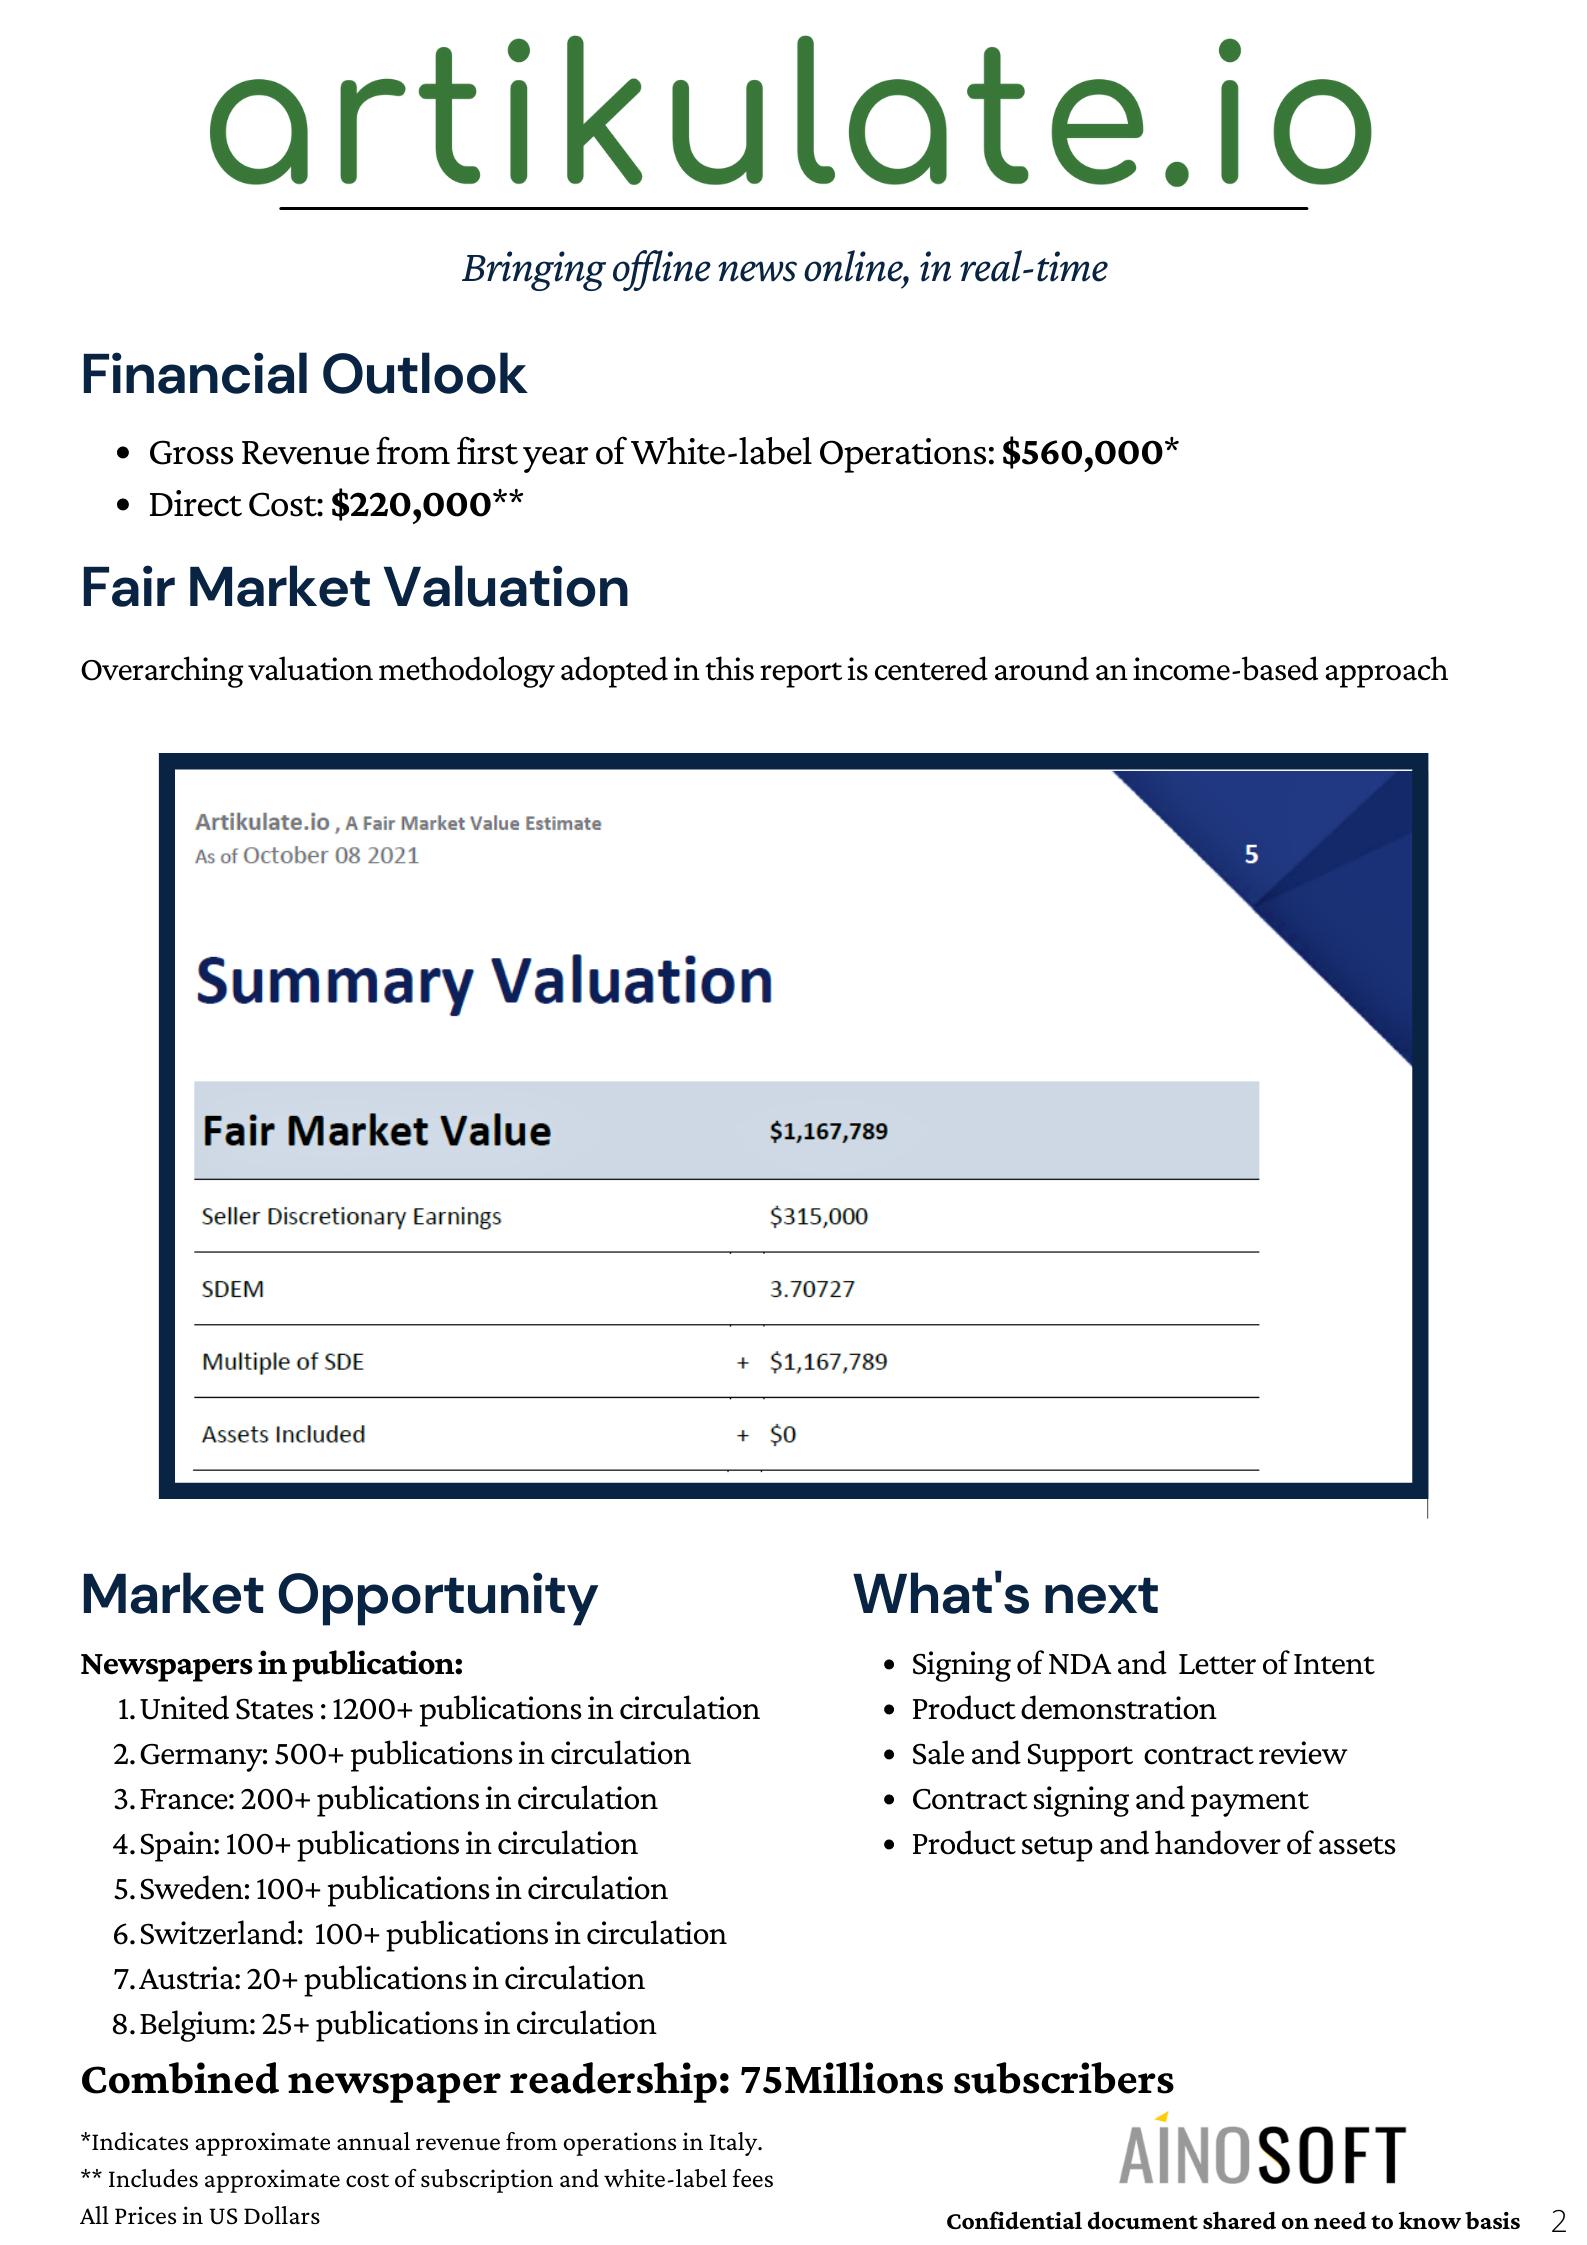 artikulate.io
Bringing offline news online, in real-time
Financial Outlook
• Gross Revenue from first year of White-label Operations: $560,000*
• Direct Cost: $220,000**
Fair Market Valuation
Overarching valuation methodology adopted in this report is centered around an income-based approach
Artikulate.io , A Fair Market Value Estimate
As of October 08 2021
5
Summary Valuation
Fair Market Value $1,167,789
Seller Discretionary Earnings $315,000
SDEM 3.70727
Multiple of SDE + $1,167,789
Assets Included + $0
Market Opportunity
Newspapers in publication:
1. United States : 1200+ publications in circulation
2. Germany: 500+ publications in circulation
3. France: 200+ publications in circulation
4. Spain: 100+ publications in circulation
5. Sweden: 100+ publications in circulation
6. Switzerland: 100+ publications in circulation
7. Austria: 20+ publications in circulation
8. Belgium: 25+ publications in circulation
What's next
• Signing of NDA and Letter of Intent
• Product demonstration
• Sale and Support contract review
• Contract signing and payment
• Product setup and handover of assets
Combined newspaper readership: 75Millions subscribers
*Indicates approximate annual revenue from operations in Italy.
** Includes approximate cost of subscription and white-label fees
All Prices in US Dollars
AINOSOFT
Confidential document shared on need to know basis 2